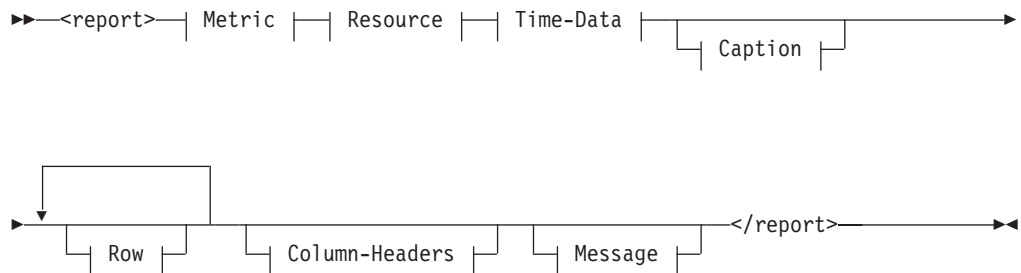 <report> Metric Resource Time-Data
Caption
</report>
Row Column-Headers Message